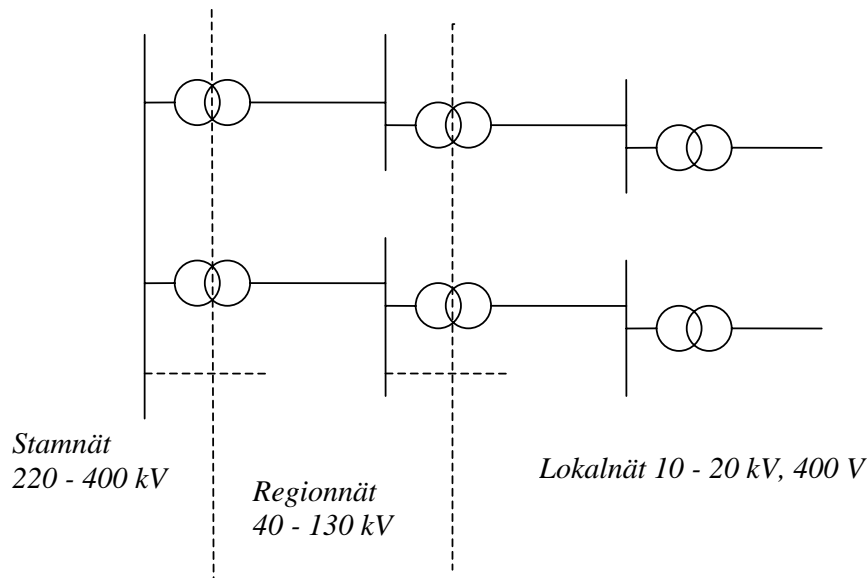 Stamnät
220 - 400 kV
Regionnät
40 - 130 kV
Lokalnät 10 - 20 kV, 400 V